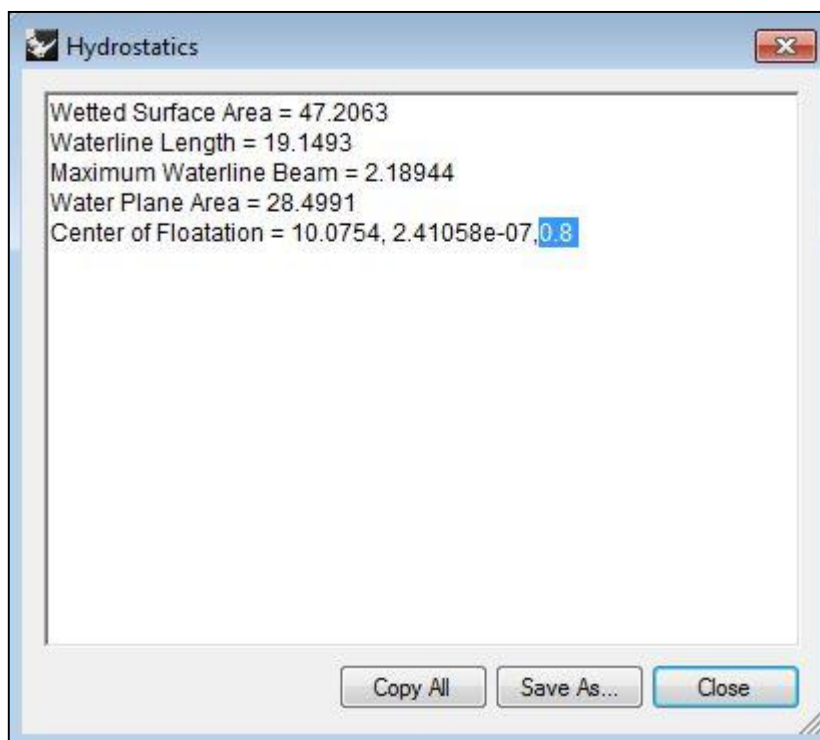 Hydrostatics
Wetted Surface Area = 47.2063
Waterline Length = 19.1493
Maximum Waterline Beam = 2.18944
Water Plane Area = 28.4991
Center of Floatation = 10.0754, 2.41058e-07,0.8
Copy All Save As... Close